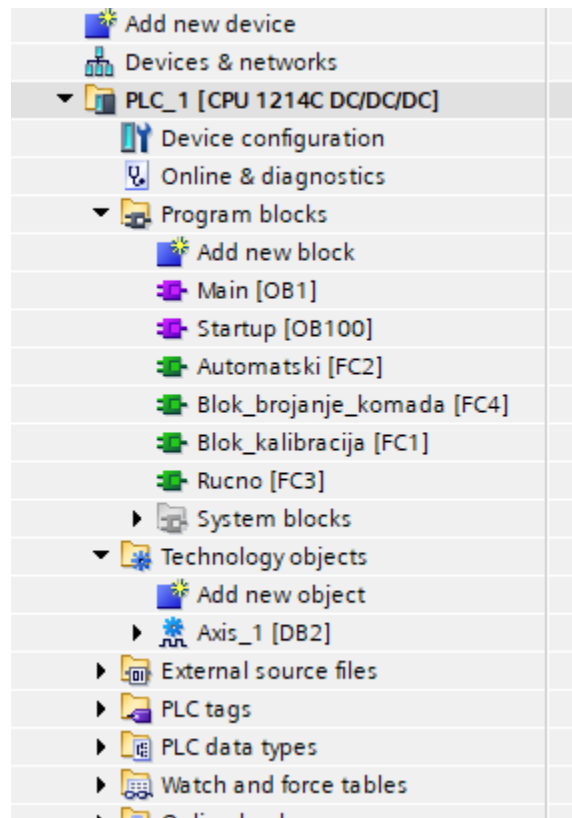 Add new device
Devices & networks
PLC_1 [CPU 1214C DC/DC/DC]
Device configuration
Online & diagnostics
Program blocks
Add new block
Main [OB1]
Startup [OB100]
Automatski [FC2]
Blok_brojanje_komada [FC4]
Blok_kalibracija [FC1]
Rucno [FC3]
System blocks
Technology objects
Add new object
Axis_1 [DB2]
External source files
PLC tags
PLC data types
Watch and force tables